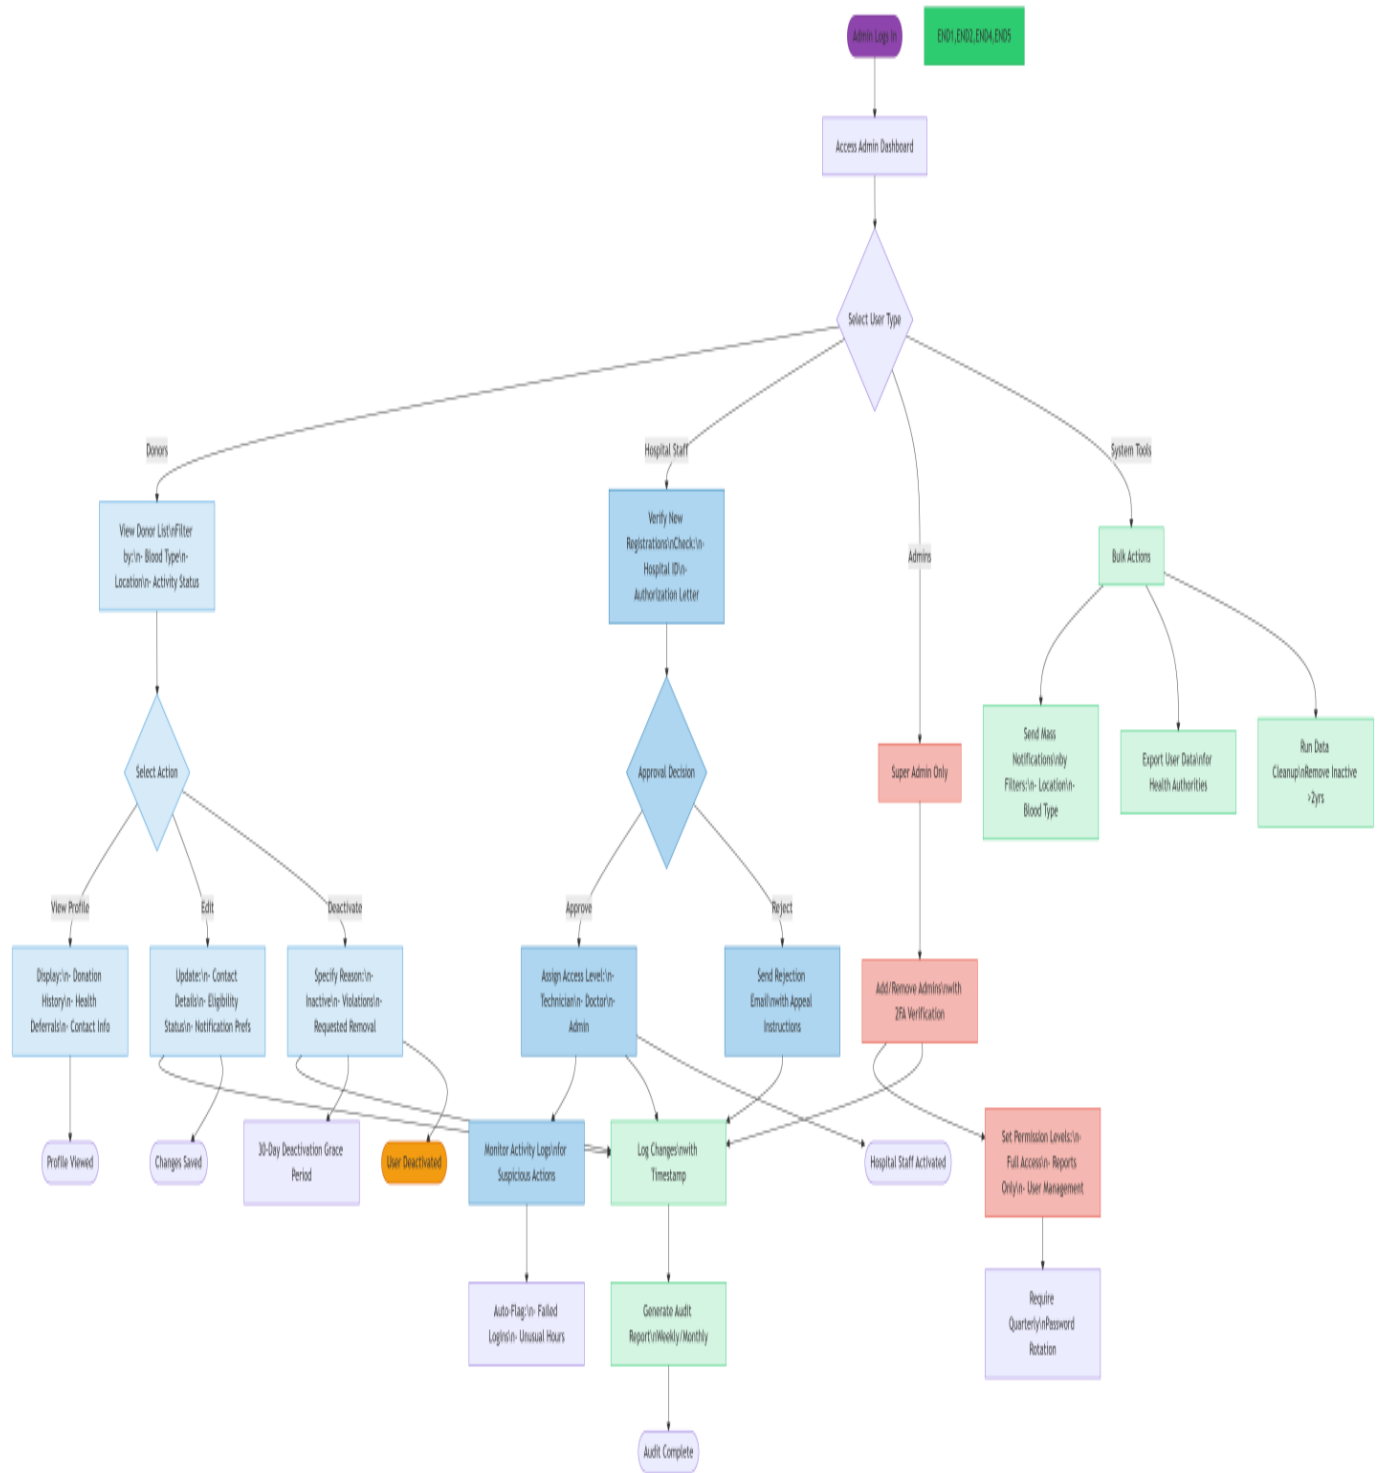 Admin Logs In
END1,END2,END4,END5
Access Admin Dashboard
Select User Type
Donors
Hospital Staff
System Tools
Admins
View Donor List\nFilter
by:\n- Blood Type\n-
Location\n- Activity Status
Verify New
Registrations\nCheck:\n-
Hospital ID\n-
Authorization Letter
Bulk Actions
Select Action
Approval Decision
Super Admin Only
Send Mass
Notifications\nby
Filters:\n- Location\n-
Blood Type
Export User Data\nfor
Health Authorities
Run Data
Cleanup\nRemove Inactive
>2yrs
View Profile
Edit
Deactivate
Approve
Reject
Display:\n- Donation
History\n- Health
Deferrals\n- Contact Info
Update:\n- Contact
Details\n- Eligibility
Status\n- Notification Prefs
Specify Reason:\n-
Inactive\n- Violations\n-
Requested Removal
Assign Access Level:\n-
Technician\n- Doctor\n-
Admin
Send Rejection
Email\nwith Appeal
Instructions
Add/Remove Admins\nwith
2FA Verification
Profile Viewed
Changes Saved
30-Day Deactivation Grace
Period
User Deactivated
Monitor Activity Logs\nfor
Suspicious Actions
Log Changes\nwith
Timestamp
Hospital Staff Activated
Set Permission Levels:\n-
Full Access\n- Reports
Only\n- User Management
Auto-Flag:\n- Failed
Logins\n- Unusual Hours
Generate Audit
Report\nWeekly/Monthly
Require
Quarterly\nPassword
Rotation
Audit Complete